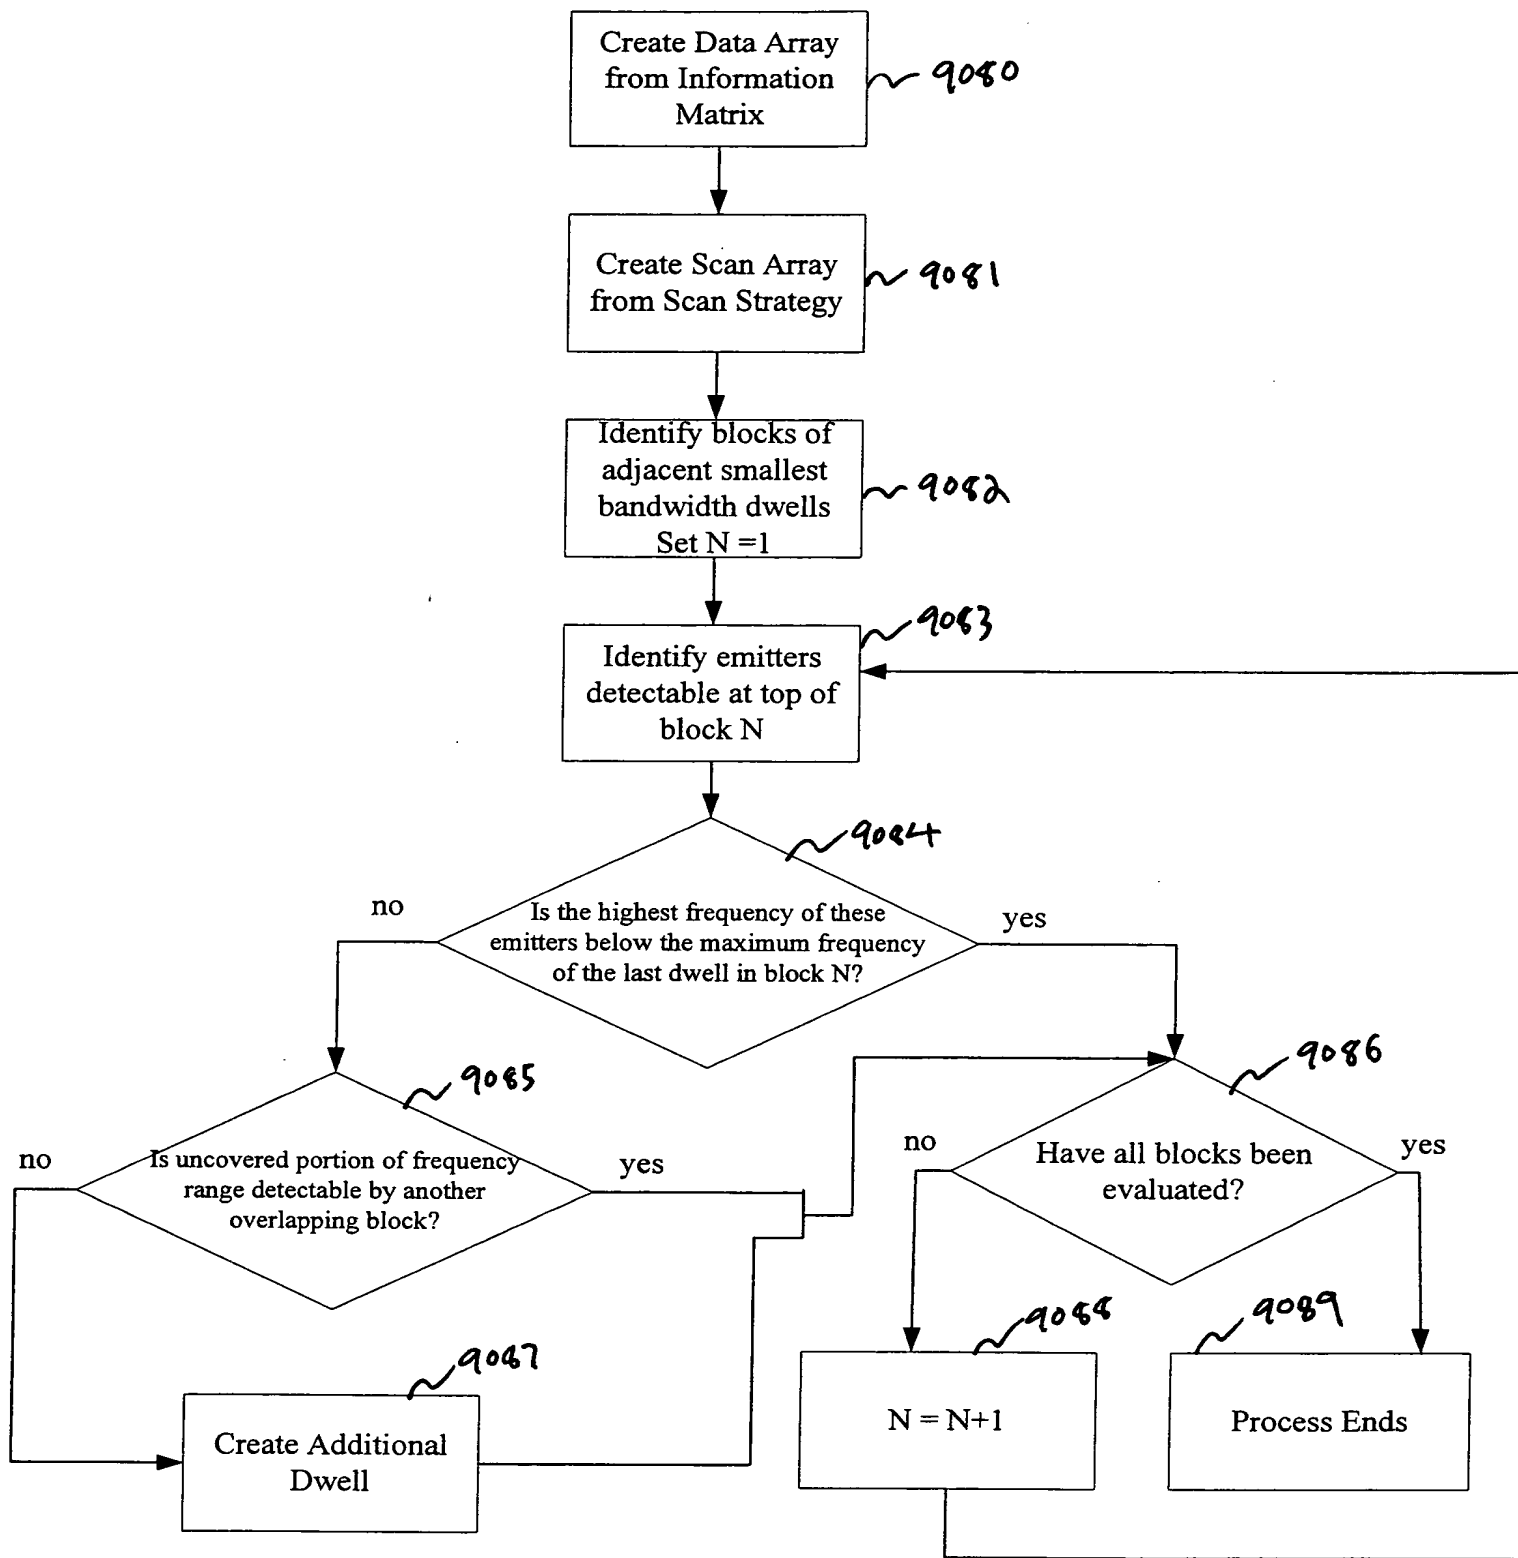 Create Data Array
from Information
Matrix
9080
Create Scan Array
from Scan Strategy
9081
Identify blocks of
adjacent smallest
bandwidth dwells
Set N =1
9082
9083
Identify emitters
detectable at top of
block N
9084
no
Is the highest frequency of these
emitters below the maximum frequency
of the last dwell in block N?
yes
9085
9086
no
Is uncovered portion of frequency
range detectable by another
overlapping block?
yes
no
Have all blocks been
evaluated?
yes
9087
Create Additional
Dwell
9088
N = N+1
9089
Process Ends